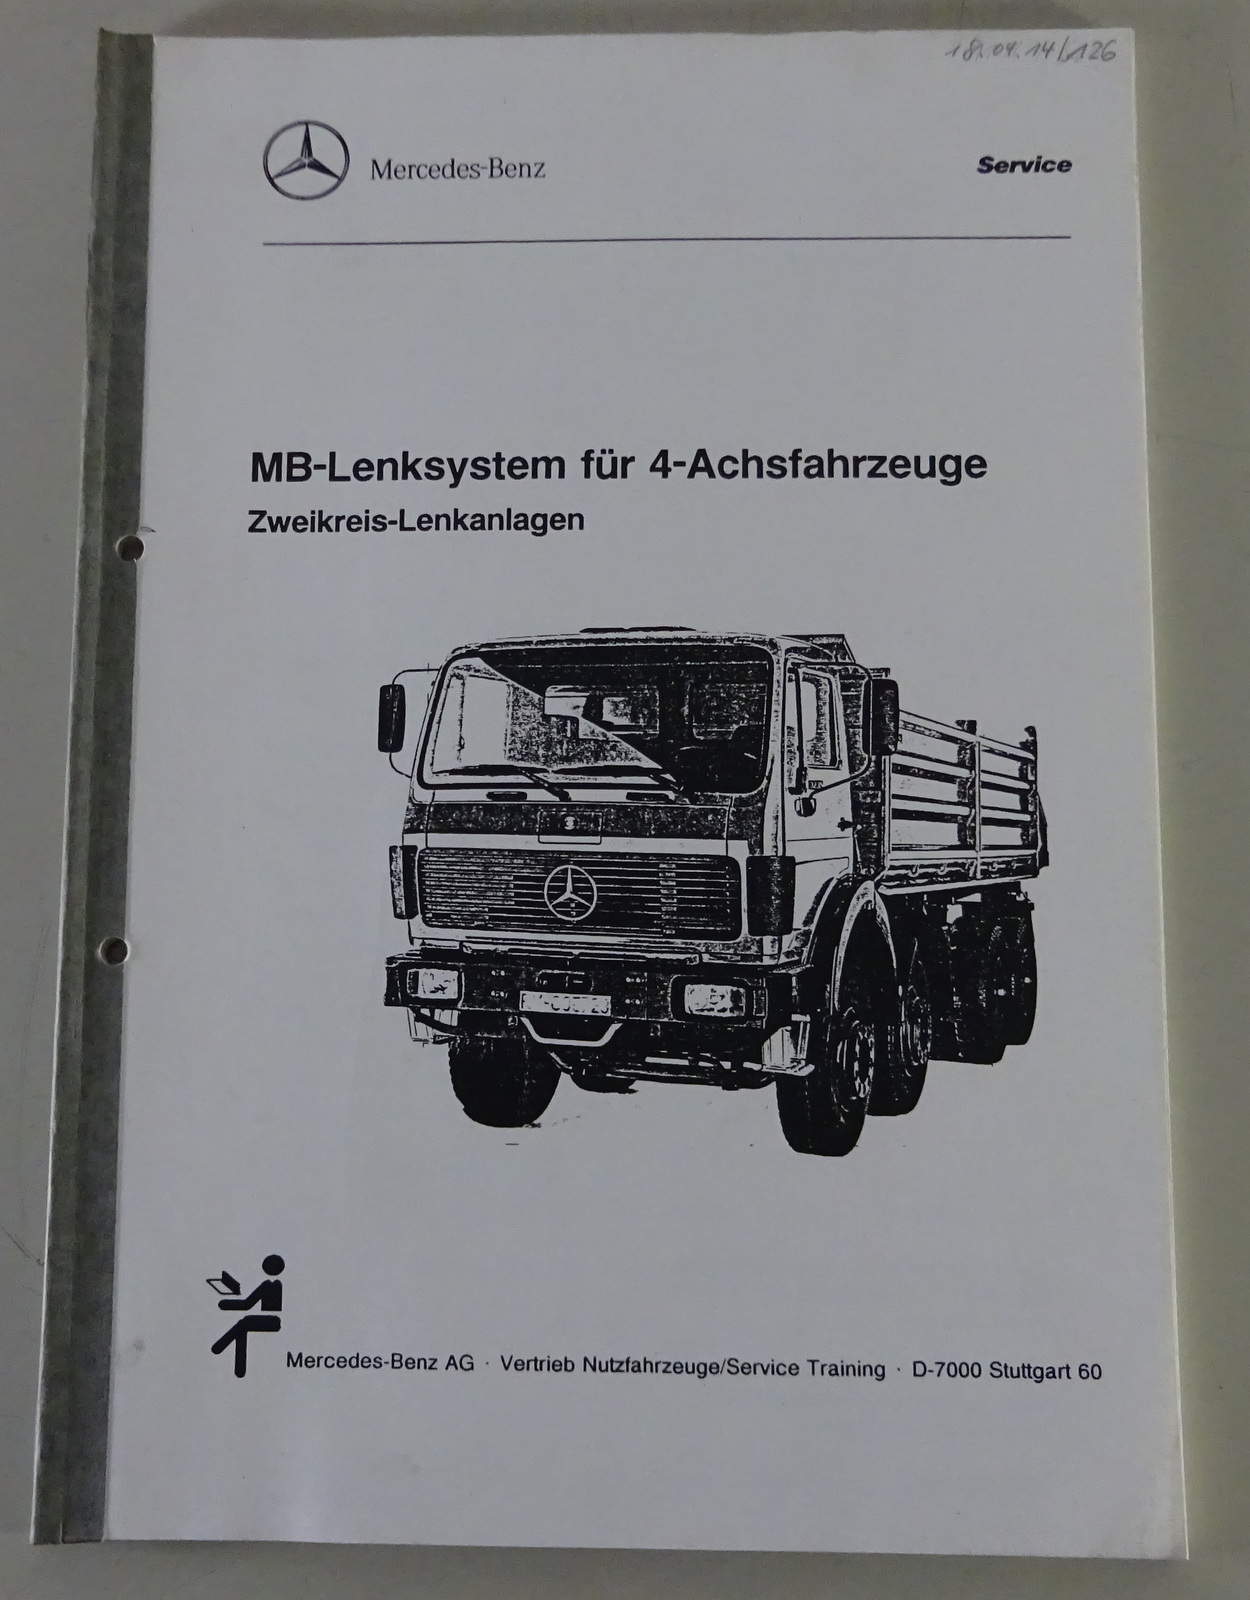 18.04.14/126
Mercedes-Benz
Service
MB-Lenksystem für 4-Achsfahrzeuge
Zweikreis-Lenkanlagen
Mercedes-Benz AG · Vertrieb Nutzfahrzeuge/Service Training · D-7000 Stuttgart 60